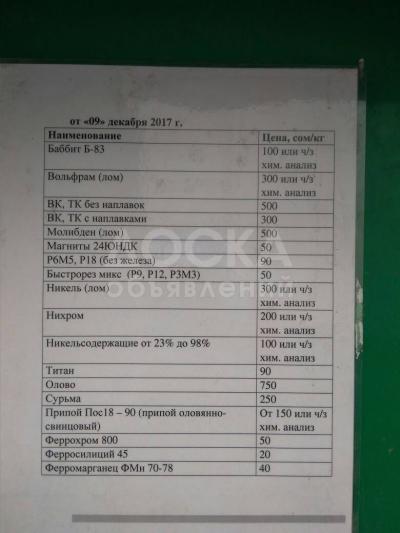 от «09» декабря 2017 г.
Наименование Цена, сом/кг
Баббит Б-83 100 или ч/з
хим. анализ
Вольфрам (лом) 300 или ч/з
хим. анализ
ВК, ТК без наплавок 500
ВК, ТК с наплавками 300
Молибден (лом) 500
Магниты 24ЮНДК 50
Р6М5, Р18 (без железа) 90
Быстрорез микс (Р9, Р12, Р3М3) 50
Никель (лом) 300 или ч/з
хим. анализ
Нихром 200 или ч/з
хим. анализ
Никельсодержащие от 23% до 98% 100 или ч/з
хим. анализ
Титан 90
Олово 750
Сурьма 250
Припой Пос18 – 90 (припой оловянно- От 150 или ч/з
свинцовый) хим. анализ
Феррохром 800 50
Ферросилиций 45 20
Ферромарганец ФМн 70-78 40
ДОСКА
объявлений